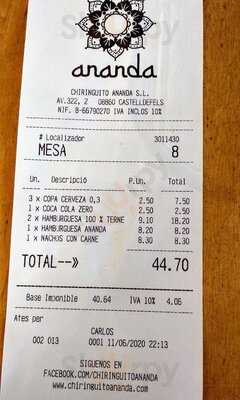 ananda
CHIRINGUITO ANANDA S.L.
AV.322, 2 08860 CASTELLDEFELS
NIF. B-66790270 IVA INCLOS 10%
# Localizador 3011430
MESA 8
Un. Descripció P.Un. Total
3 x COPA CERVEZA 0,3 2.50 7.50
1 x COCA COLA ZERO 2.50 2.50
2 x HAMBURGUESA 100 % TERNE 9.10 18.20
1 x HAMBURGUESA ANANDA 8.20 8.20
1 x NACHOS CON CARNE 8.30 8.30
TOTAL--» 44.70
Base Imponible 40.64 IVA 10% 4.06
Ates per
CARLOS
002 013 0001 11/06/2020 22:13
SIGUENOS EN
FACEBOOK.COM/CHIRINGUITOANANDA
www.chiringuitoananda.com